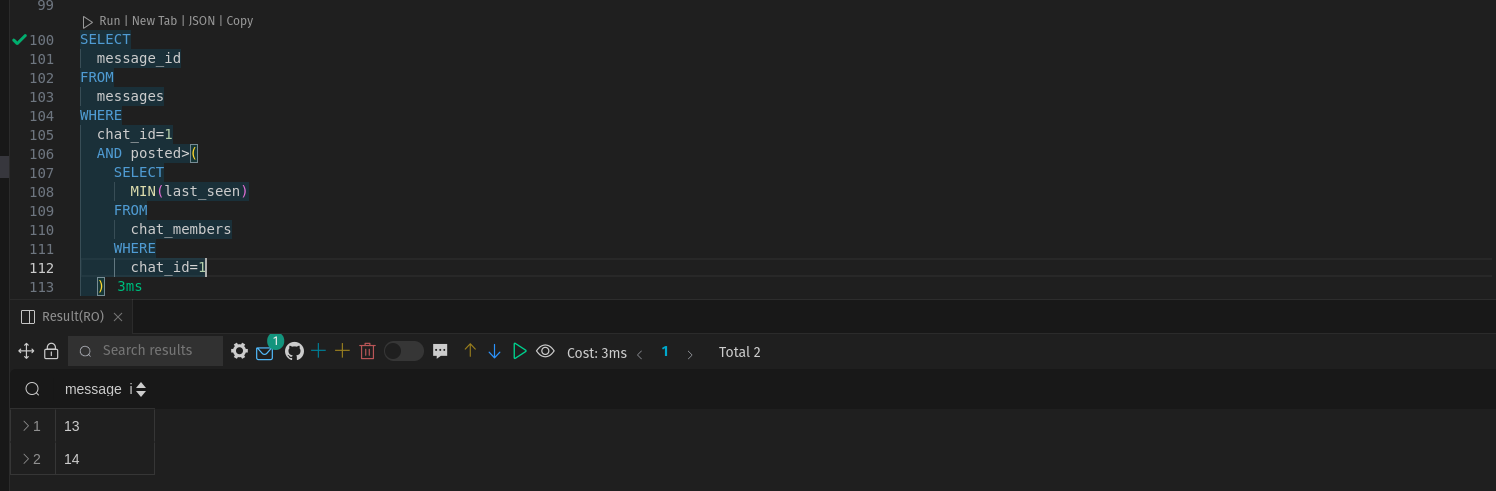 99
Run | New Tab | JSON | Copy
100 SELECT
101 message_id
102 FROM
103 messages
104 WHERE
105 chat_id=1
106 AND posted>(
107 SELECT
108 MIN(last_seen)
109 FROM
110 chat_members
111 WHERE
112 chat_id=1
113 ) 3ms
Result(RO)
Search results 1 Cost: 3ms 1 Total 2
message_i
1 13
2 14